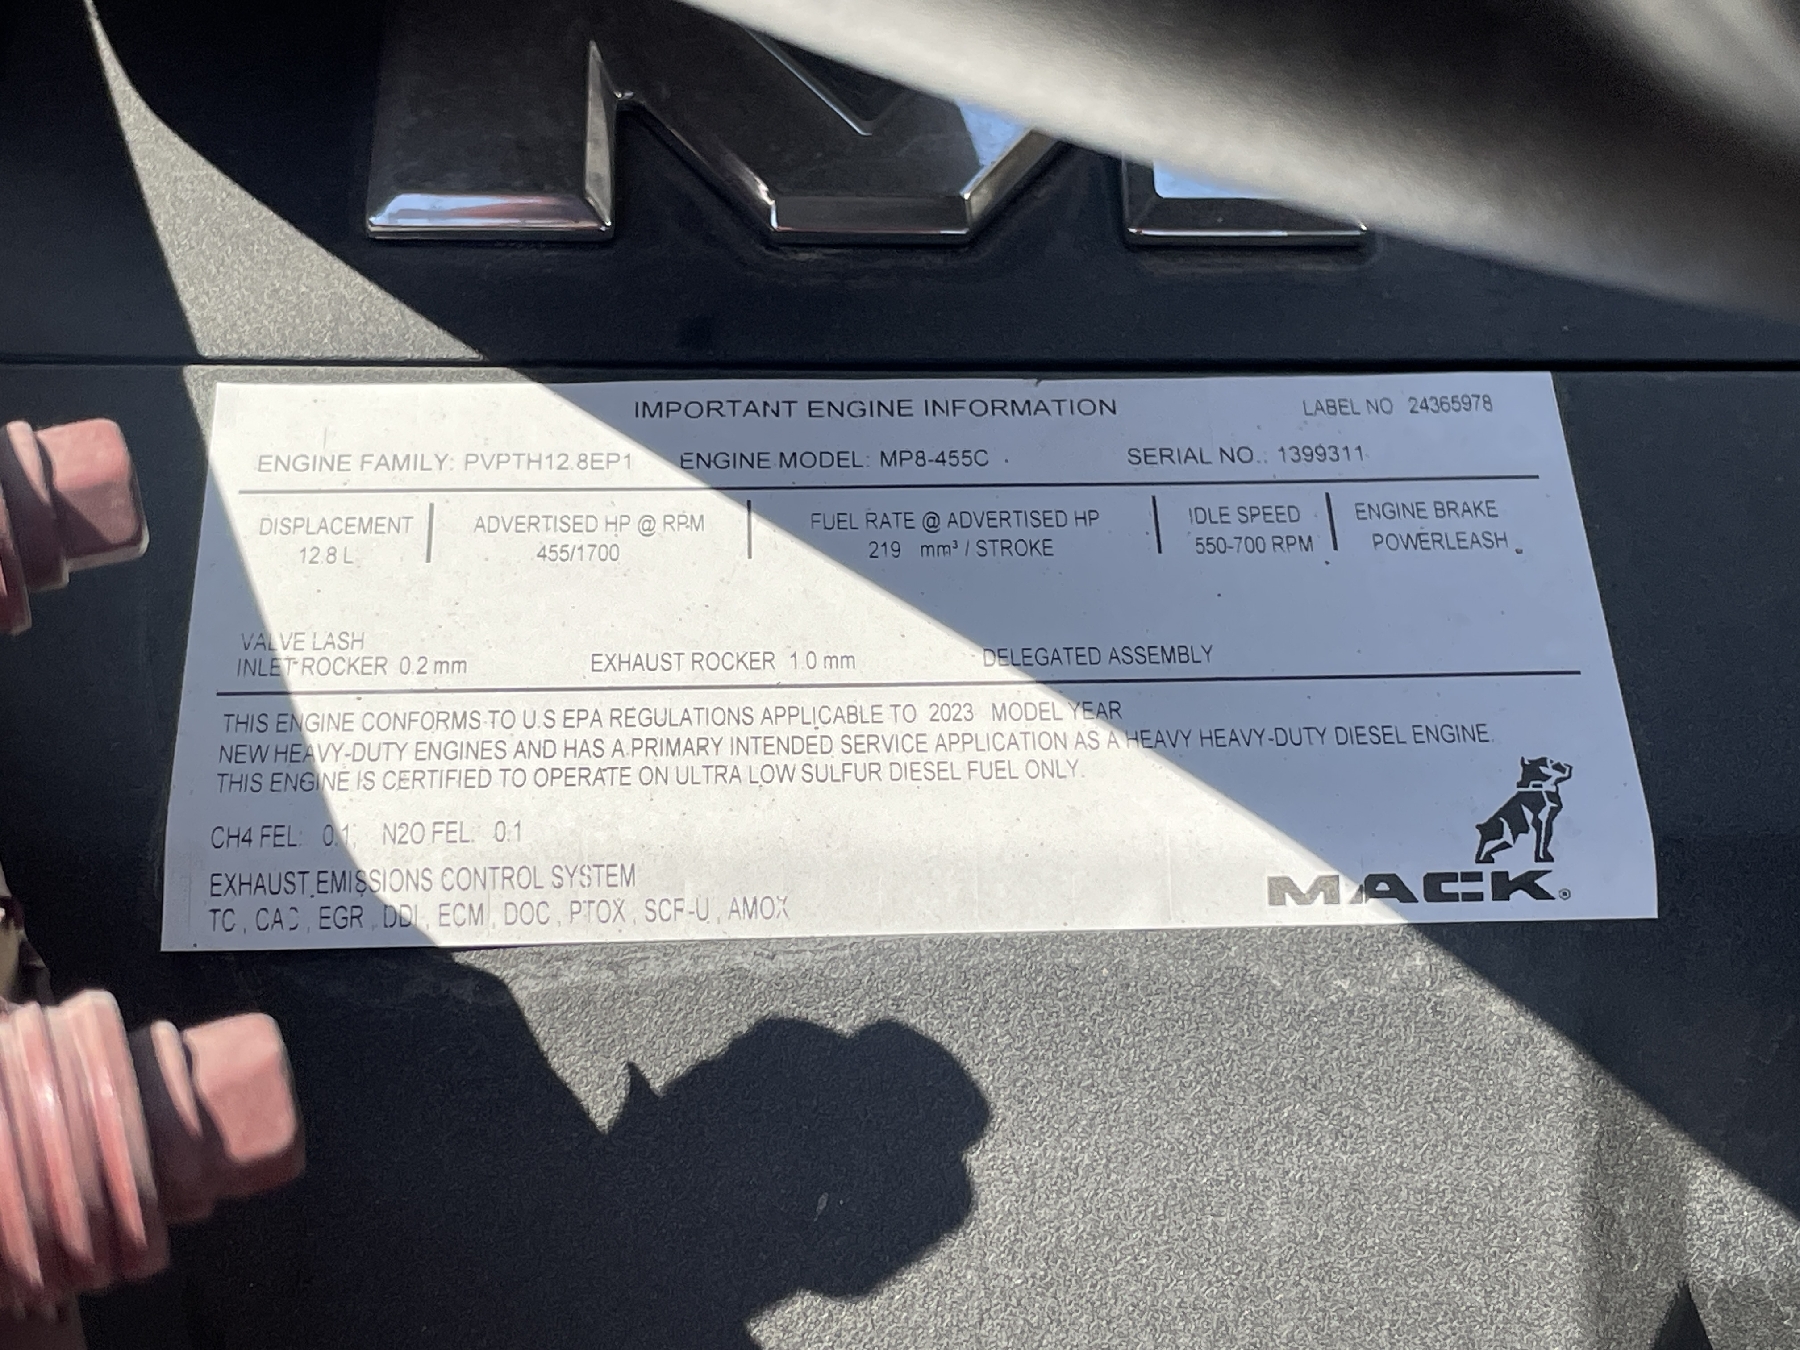 IMPORTANT ENGINE INFORMATION LABEL NO 24365978
ENGINE FAMILY: PVPTH12.8EP1 ENGINE MODEL: MP8-455C SERIAL NO.: 1399311
DISPLACEMENT ADVERTISED HP @ RPM FUEL RATE @ ADVERTISED HP IDLE SPEED ENGINE BRAKE
12.8 L 455/1700 219 mm³ / STROKE 550-700 RPM POWERLEASH
VALVE LASH
INLET ROCKER 0.2 mm EXHAUST ROCKER 1.0 mm DELEGATED ASSEMBLY
THIS ENGINE CONFORMS TO U.S EPA REGULATIONS APPLICABLE TO 2023 MODEL YEAR
NEW HEAVY-DUTY ENGINES AND HAS A PRIMARY INTENDED SERVICE APPLICATION AS A HEAVY HEAVY-DUTY DIESEL ENGINE.
THIS ENGINE IS CERTIFIED TO OPERATE ON ULTRA LOW SULFUR DIESEL FUEL ONLY.
CH4 FEL: 0.1, N2O FEL: 0.1
EXHAUST EMISSIONS CONTROL SYSTEM
TC, CAC, EGR, DDI, ECM, DOC, PTOX, SCF-U, AMOX
MACK®